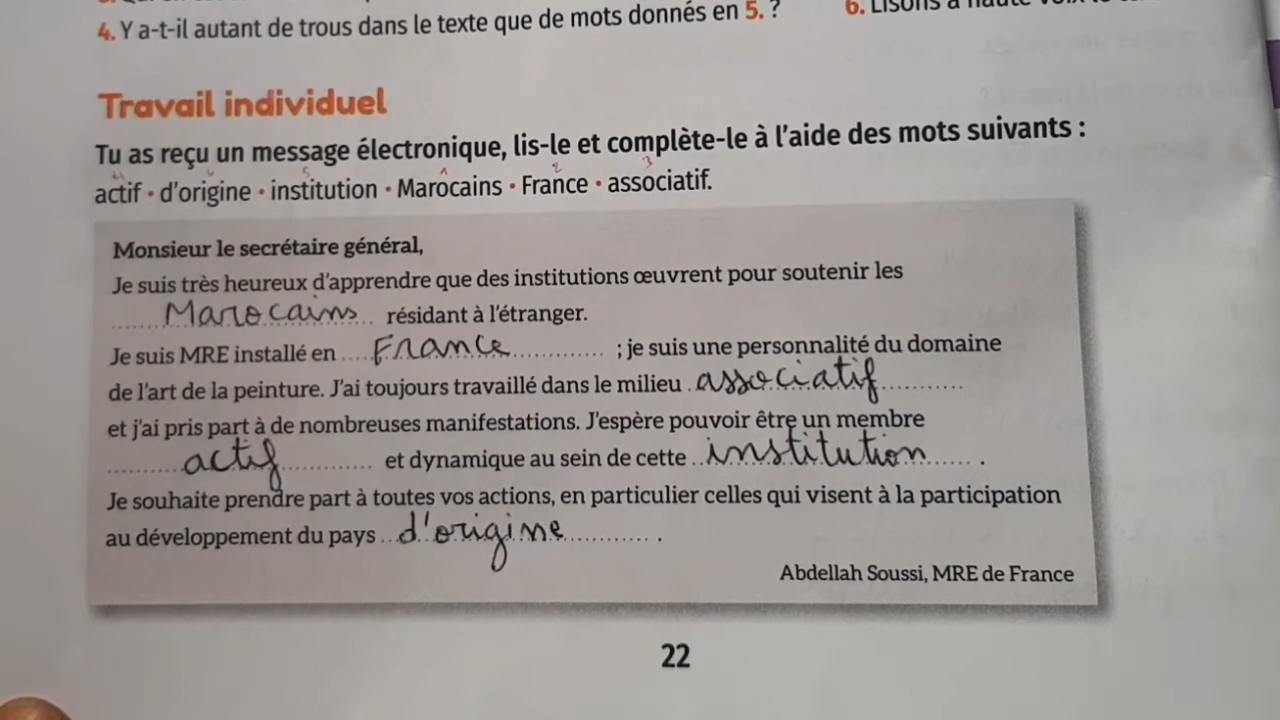 4. Y a-t-il autant de trous dans le texte que de mots donnés en 5. ?
6. Lisons à haute
Travail individuel
Tu as reçu un message électronique, lis-le et complète-le à l'aide des mots suivants :
actif • d'origine • institution • Marocains • France • associatif.
Monsieur le secrétaire général,
Je suis très heureux d'apprendre que des institutions œuvrent pour soutenir les
Marocains résidant à l'étranger.
Je suis MRE installé en France ; je suis une personnalité du domaine
de l'art de la peinture. J'ai toujours travaillé dans le milieu associatif
et j'ai pris part à de nombreuses manifestations. J'espère pouvoir être un membre
actif et dynamique au sein de cette institution.
Je souhaite prendre part à toutes vos actions, en particulier celles qui visent à la participation
au développement du pays d'origine.
Abdellah Soussi, MRE de France
22